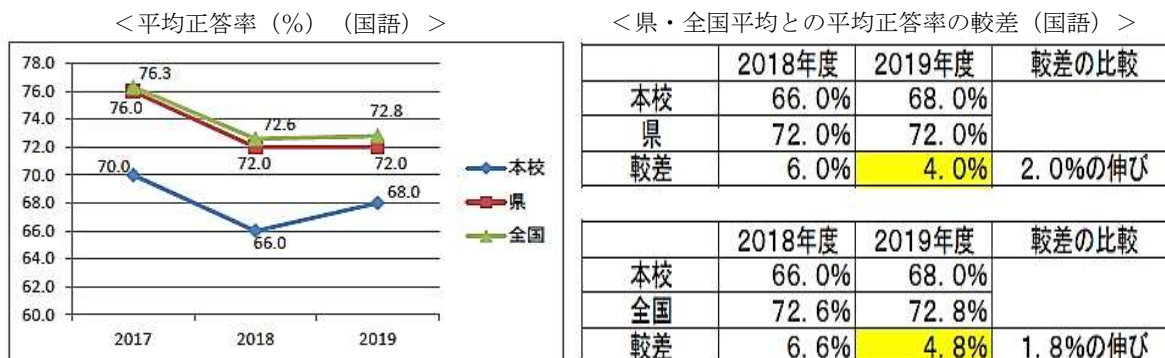 ＜平均正答率（%）（国語）＞
78.0
76.0
74.0
72.0
70.0
68.0
66.0
64.0
62.0
60.0
76.3
76.0
72.6
72.8
72.0
72.0
70.0
66.0
68.0
2017
2018
2019
本校
県
全国
＜県・全国平均との平均正答率の較差（国語）＞
2018年度 2019年度 較差の比較
本校 66.0% 68.0%
県 72.0% 72.0%
較差 6.0% 4.0% 2.0%の伸び
2018年度 2019年度 較差の比較
本校 66.0% 68.0%
全国 72.6% 72.8%
較差 6.6% 4.8% 1.8%の伸び